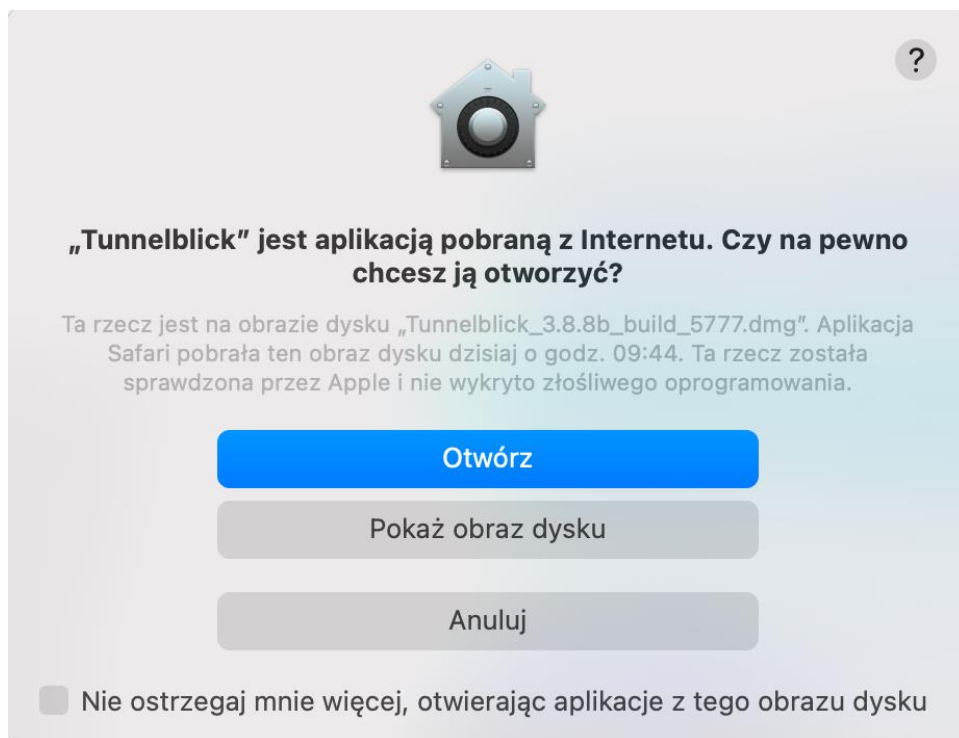 ?
„Tunnelblick” jest aplikacją pobraną z Internetu. Czy na pewno
chcesz ją otworzyć?
Ta rzecz jest na obrazie dysku „Tunnelblick_3.8.8b_build_5777.dmg”. Aplikacja
Safari pobrała ten obraz dysku dzisiaj o godz. 09:44. Ta rzecz została
sprawdzona przez Apple i nie wykryto złośliwego oprogramowania.
Otwórz
Pokaż obraz dysku
Anuluj
Nie ostrzegaj mnie więcej, otwierając aplikacje z tego obrazu dysku